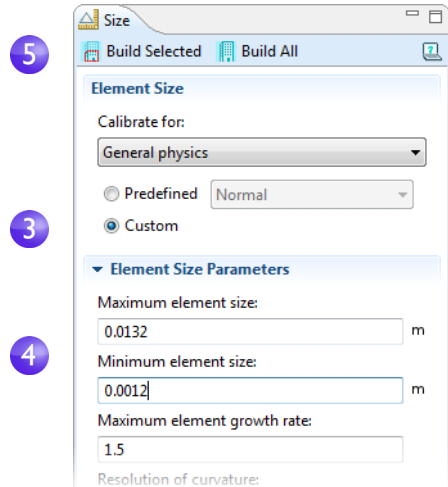 Size
5
Build Selected Build All
Element Size
Calibrate for:
General physics
Predefined Normal
3
Custom
Element Size Parameters
Maximum element size:
0.0132 m
4
Minimum element size:
0.0012 m
Maximum element growth rate:
1.5
Resolution of curvature: